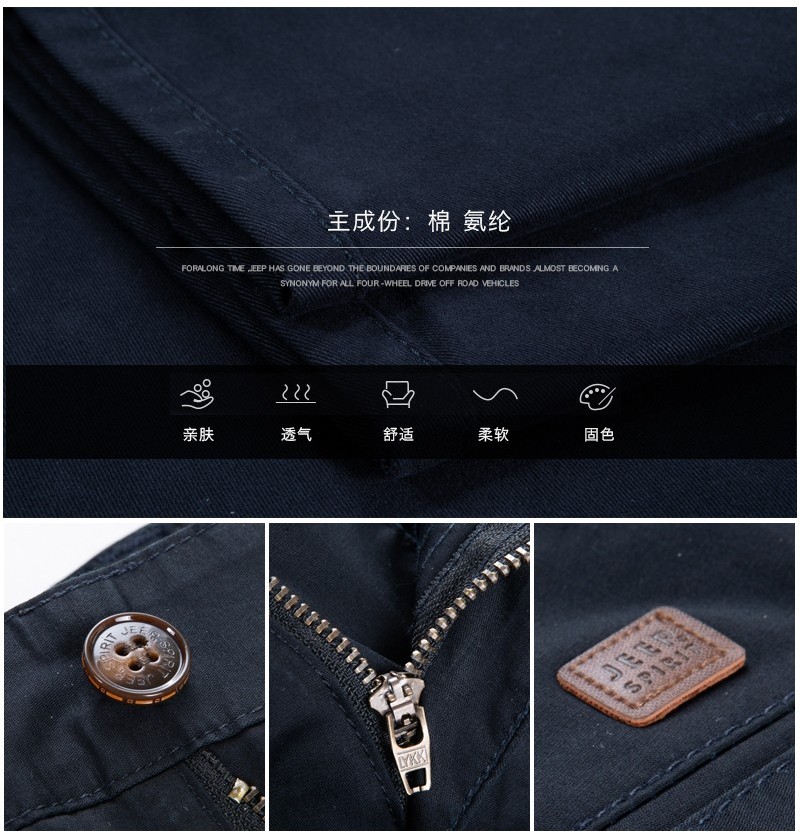 主成份：棉 氨纶
FORALONG TIME ,JEEP HAS GONE BEYOND THE BOUNDARIES OF COMPANIES AND BRANDS ,ALMOST BECOMING A
SYNONYM FOR ALL FOUR -WHEEL DRIVE OFF ROAD VEHICLES
亲肤 透气 舒适 柔软 固色
JEEP SPIRIT JEEP SPIRIT
LYKK
JEEP
SPIRIT